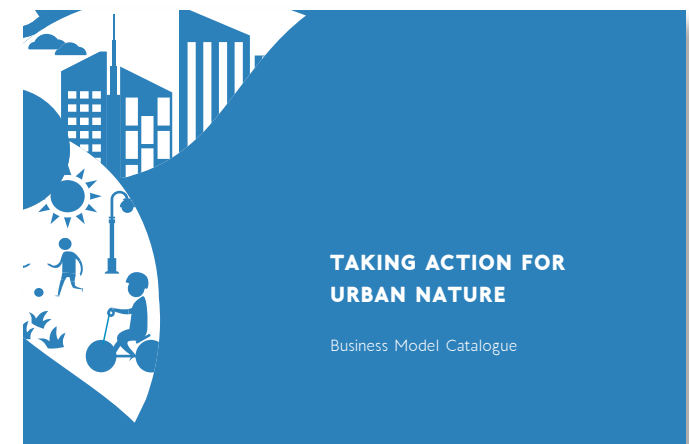 TAKING ACTION FOR
URBAN NATURE
Business Model Catalogue